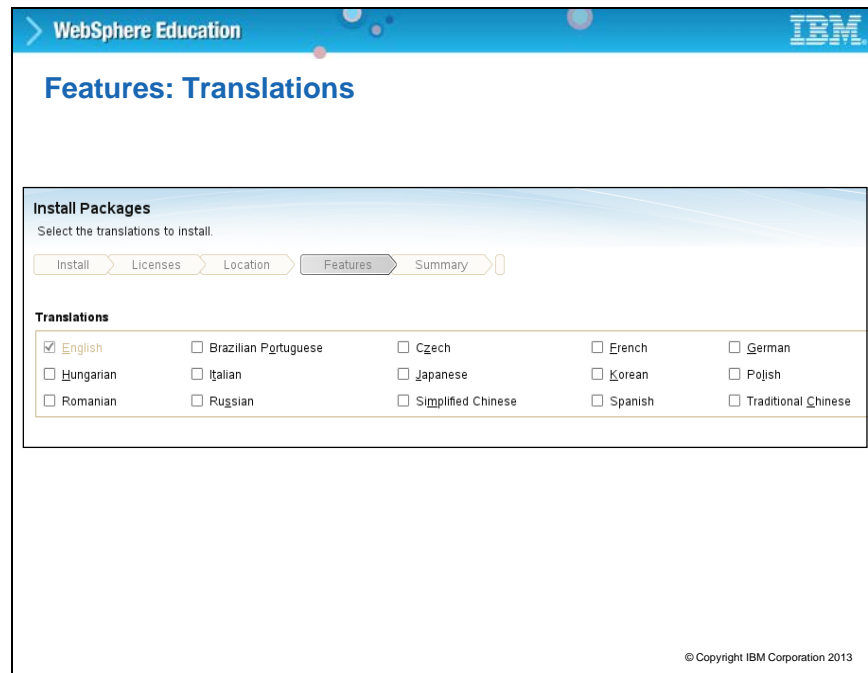 WebSphere Education
IBM
Features: Translations
Install Packages
Select the translations to install.
Install Licenses Location Features Summary
Translations
English Brazilian Portuguese Czech French German
Hungarian Italian Japanese Korean Polish
Romanian Russian Simplified Chinese Spanish Traditional Chinese
© Copyright IBM Corporation 2013